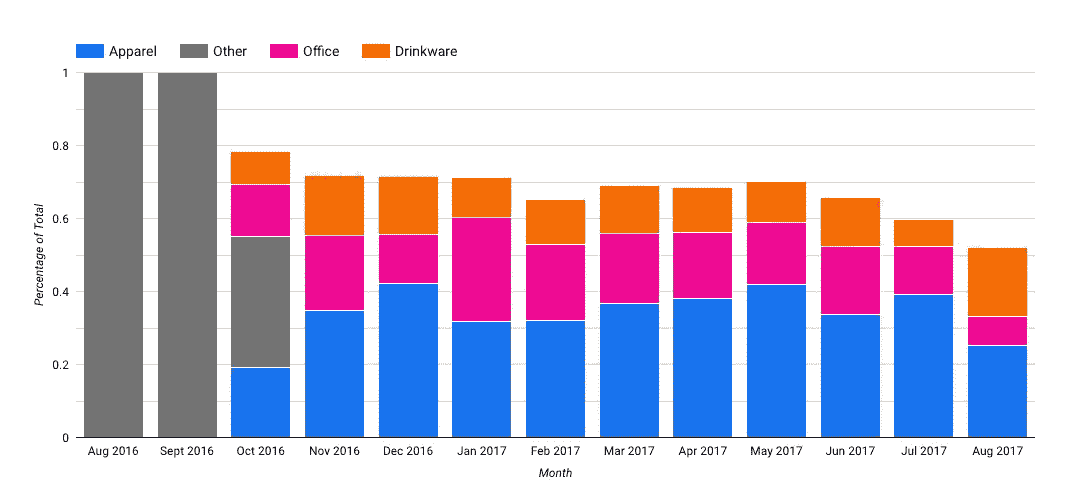 Apparel Other Office Drinkware
1
0.8
0.6
0.4
0.2
0
Percentage of Total
Aug 2016 Sept 2016 Oct 2016 Nov 2016 Dec 2016 Jan 2017 Feb 2017 Mar 2017 Apr 2017 May 2017 Jun 2017 Jul 2017 Aug 2017
Month